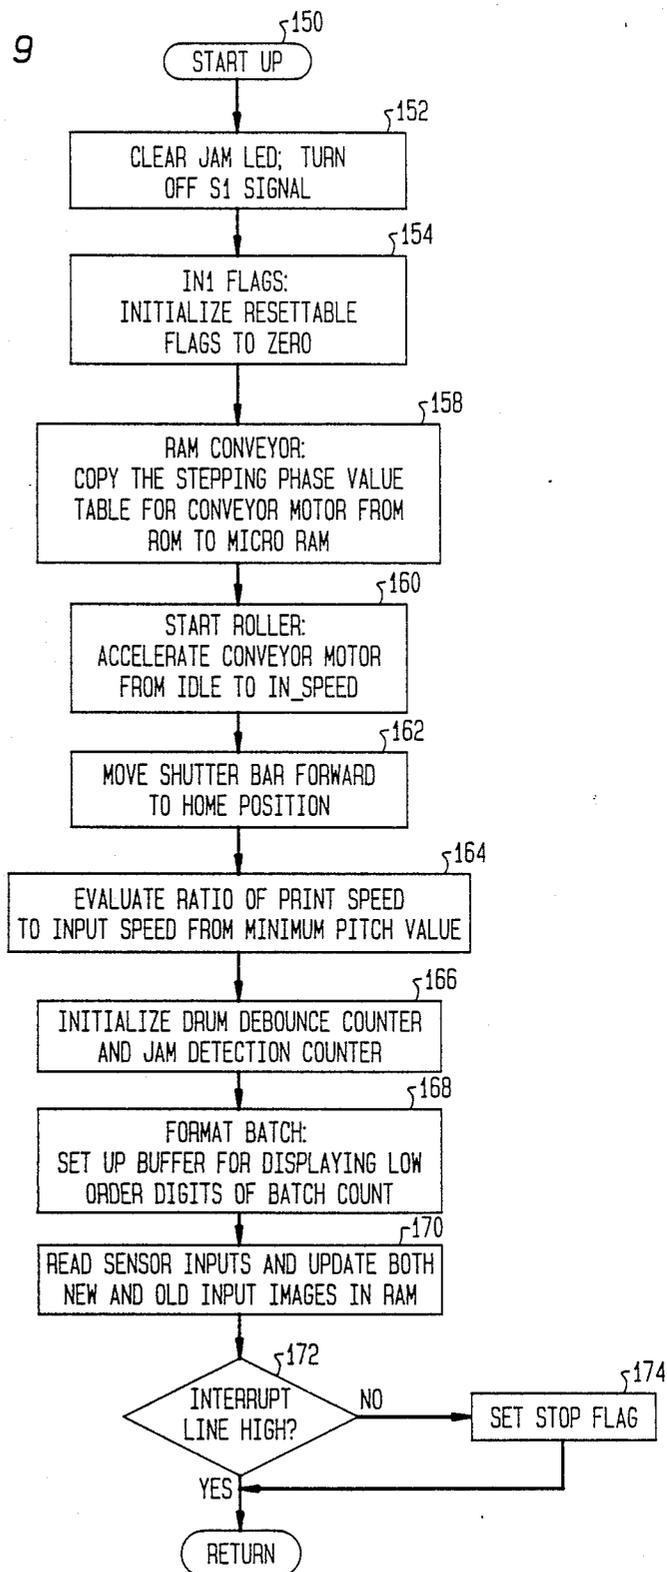 9
150
START UP
152
CLEAR JAM LED; TURN
OFF S1 SIGNAL
154
IN1 FLAGS:
INITIALIZE RESETTABLE
FLAGS TO ZERO
158
RAM CONVEYOR:
COPY THE STEPPING PHASE VALUE
TABLE FOR CONVEYOR MOTOR FROM
ROM TO MICRO RAM
160
START ROLLER:
ACCELERATE CONVEYOR MOTOR
FROM IDLE TO IN_SPEED
162
MOVE SHUTTER BAR FORWARD
TO HOME POSITION
164
EVALUATE RATIO OF PRINT SPEED
TO INPUT SPEED FROM MINIMUM PITCH VALUE
166
INITIALIZE DRUM DEBOUNCE COUNTER
AND JAM DETECTION COUNTER
168
FORMAT BATCH:
SET UP BUFFER FOR DISPLAYING LOW
ORDER DIGITS OF BATCH COUNT
170
READ SENSOR INPUTS AND UPDATE BOTH
NEW AND OLD INPUT IMAGES IN RAM
172
INTERRUPT
LINE HIGH?
NO
174
SET STOP FLAG
YES
RETURN